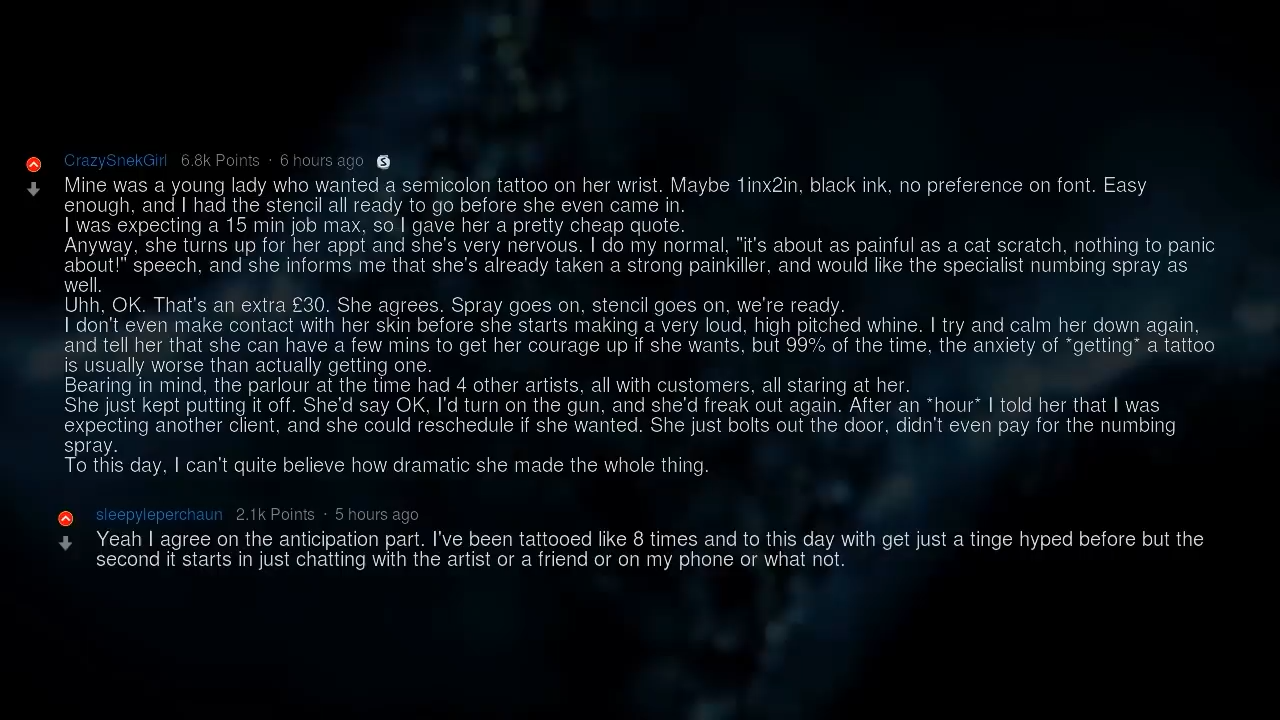 CrazySnekGirl 6.8k Points · 6 hours ago S
Mine was a young lady who wanted a semicolon tattoo on her wrist. Maybe 1inx2in, black ink, no preference on font. Easy
enough, and I had the stencil all ready to go before she even came in.
I was expecting a 15 min job max, so I gave her a pretty cheap quote.
Anyway, she turns up for her appt and she's very nervous. I do my normal, "it's about as painful as a cat scratch, nothing to panic
about!" speech, and she informs me that she's already taken a strong painkiller, and would like the specialist numbing spray as
well.
Uhh, OK. That's an extra £30. She agrees. Spray goes on, stencil goes on, we're ready.
I don't even make contact with her skin before she starts making a very loud, high pitched whine. I try and calm her down again,
and tell her that she can have a few mins to get her courage up if she wants, but 99% of the time, the anxiety of *getting* a tattoo
is usually worse than actually getting one.
Bearing in mind, the parlour at the time had 4 other artists, all with customers, all staring at her.
She just kept putting it off. She'd say OK, I'd turn on the gun, and she'd freak out again. After an *hour* I told her that I was
expecting another client, and she could reschedule if she wanted. She just bolts out the door, didn't even pay for the numbing
spray.
To this day, I can't quite believe how dramatic she made the whole thing.
sleepyleperchaun 2.1k Points · 5 hours ago
Yeah I agree on the anticipation part. I've been tattooed like 8 times and to this day with get just a tinge hyped before but the
second it starts in just chatting with the artist or a friend or on my phone or what not.